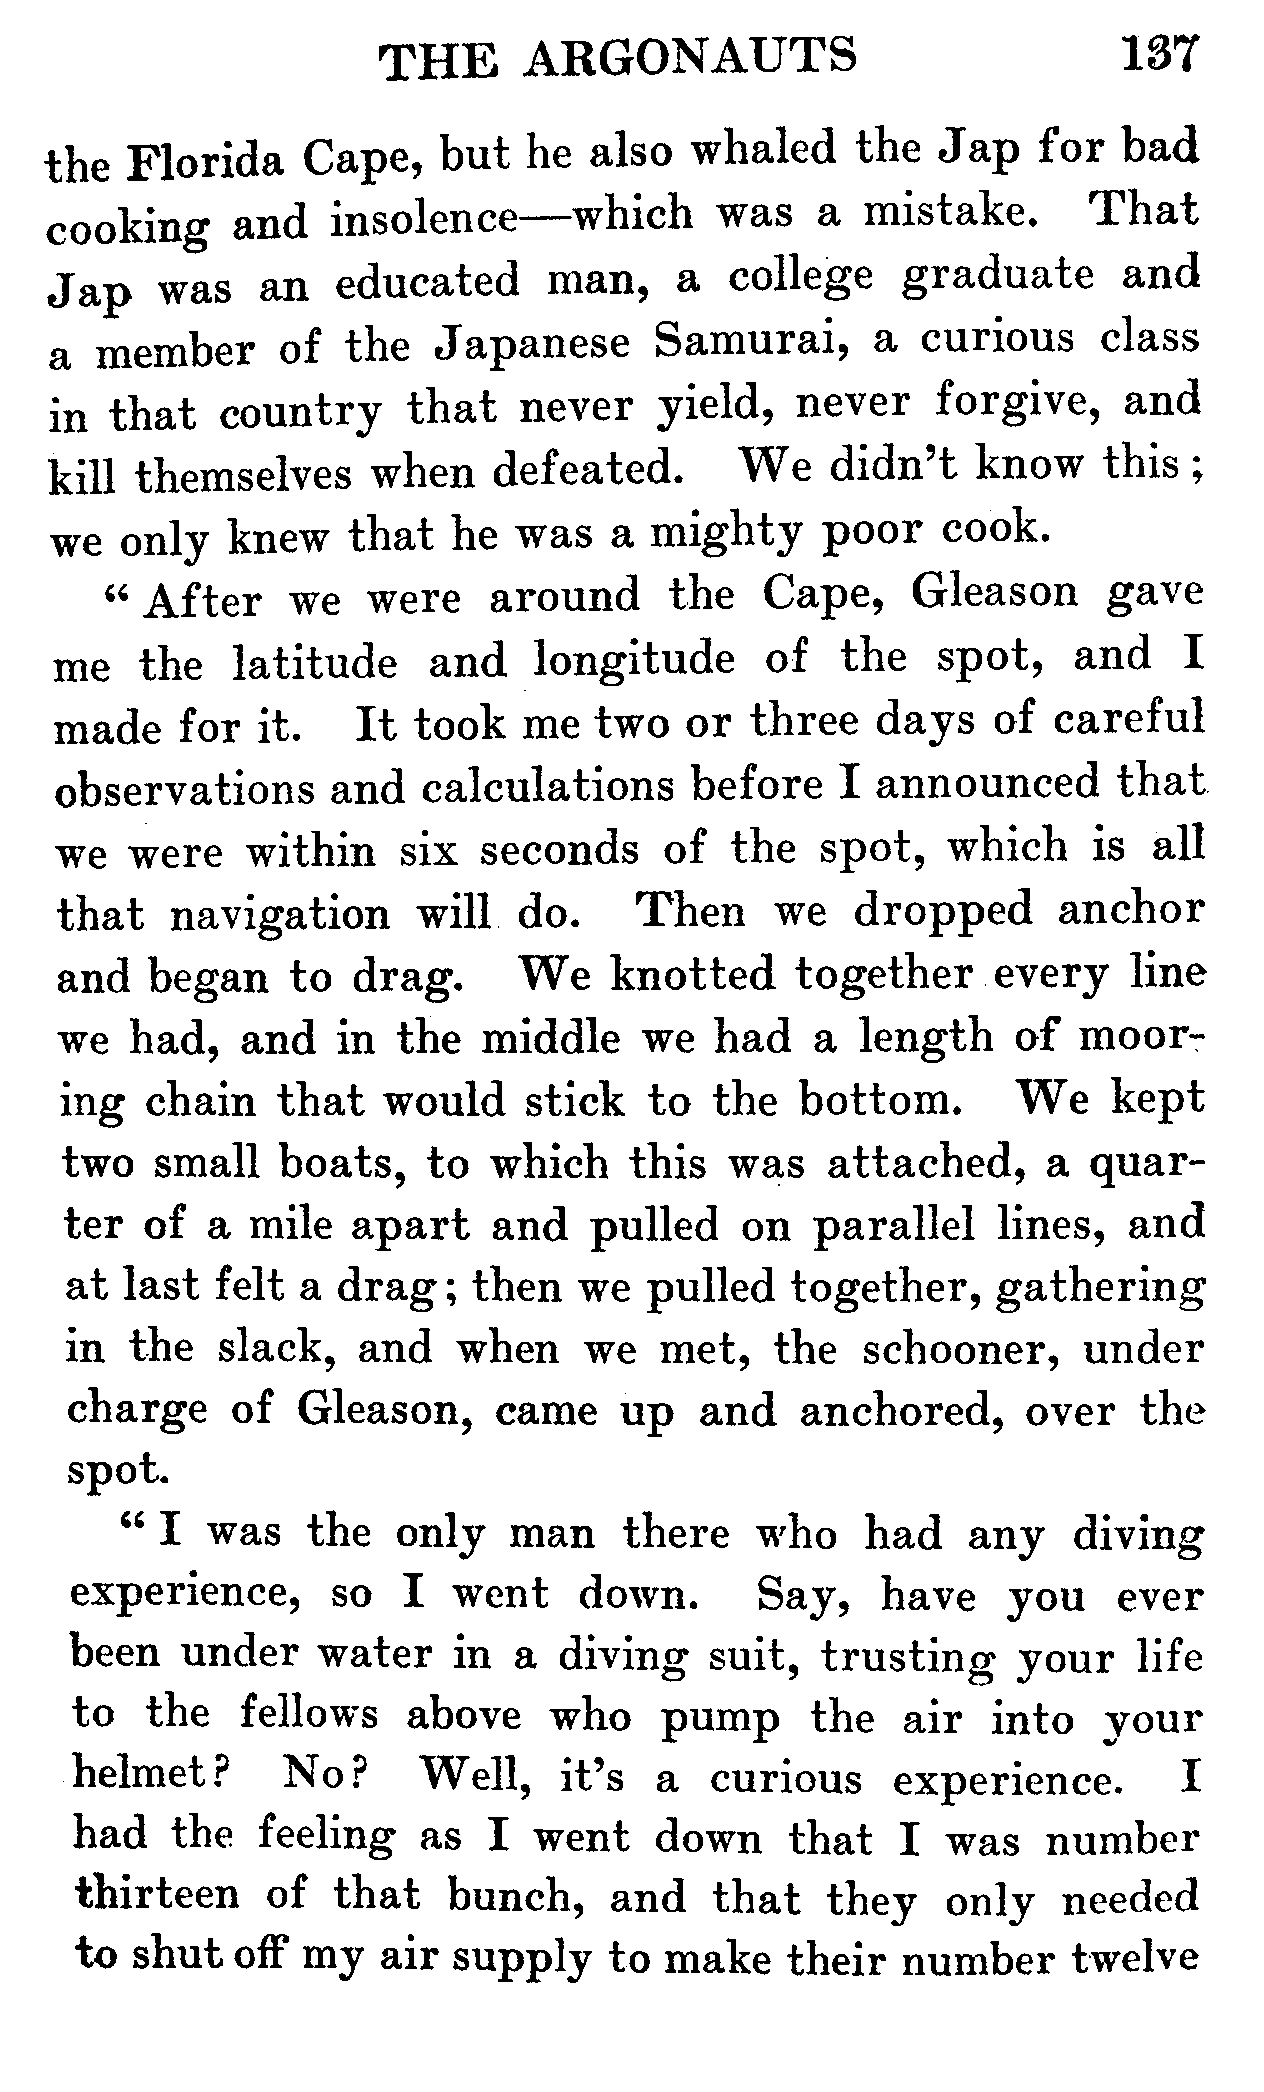 THE ARGONAUTS 137
the Florida Cape, but he also whaled the Jap for bad
cooking and insolence—which was a mistake. That
Jap was an educated man, a college graduate and
a member of the Japanese Samurai, a curious class
in that country that never yield, never forgive, and
kill themselves when defeated. We didn't know this;
we only knew that he was a mighty poor cook.
"After we were around the Cape, Gleason gave
me the latitude and longitude of the spot, and I
made for it. It took me two or three days of careful
observations and calculations before I announced that
we were within six seconds of the spot, which is all
that navigation will do. Then we dropped anchor
and began to drag. We knotted together every line
we had, and in the middle we had a length of moor-
ing chain that would stick to the bottom. We kept
two small boats, to which this was attached, a quar-
ter of a mile apart and pulled on parallel lines, and
at last felt a drag; then we pulled together, gathering
in the slack, and when we met, the schooner, under
charge of Gleason, came up and anchored, over the
spot.
"I was the only man there who had any diving
experience, so I went down. Say, have you ever
been under water in a diving suit, trusting your life
to the fellows above who pump the air into your
helmet? No? Well, it's a curious experience. I
had the feeling as I went down that I was number
thirteen of that bunch, and that they only needed
to shut off my air supply to make their number twelve